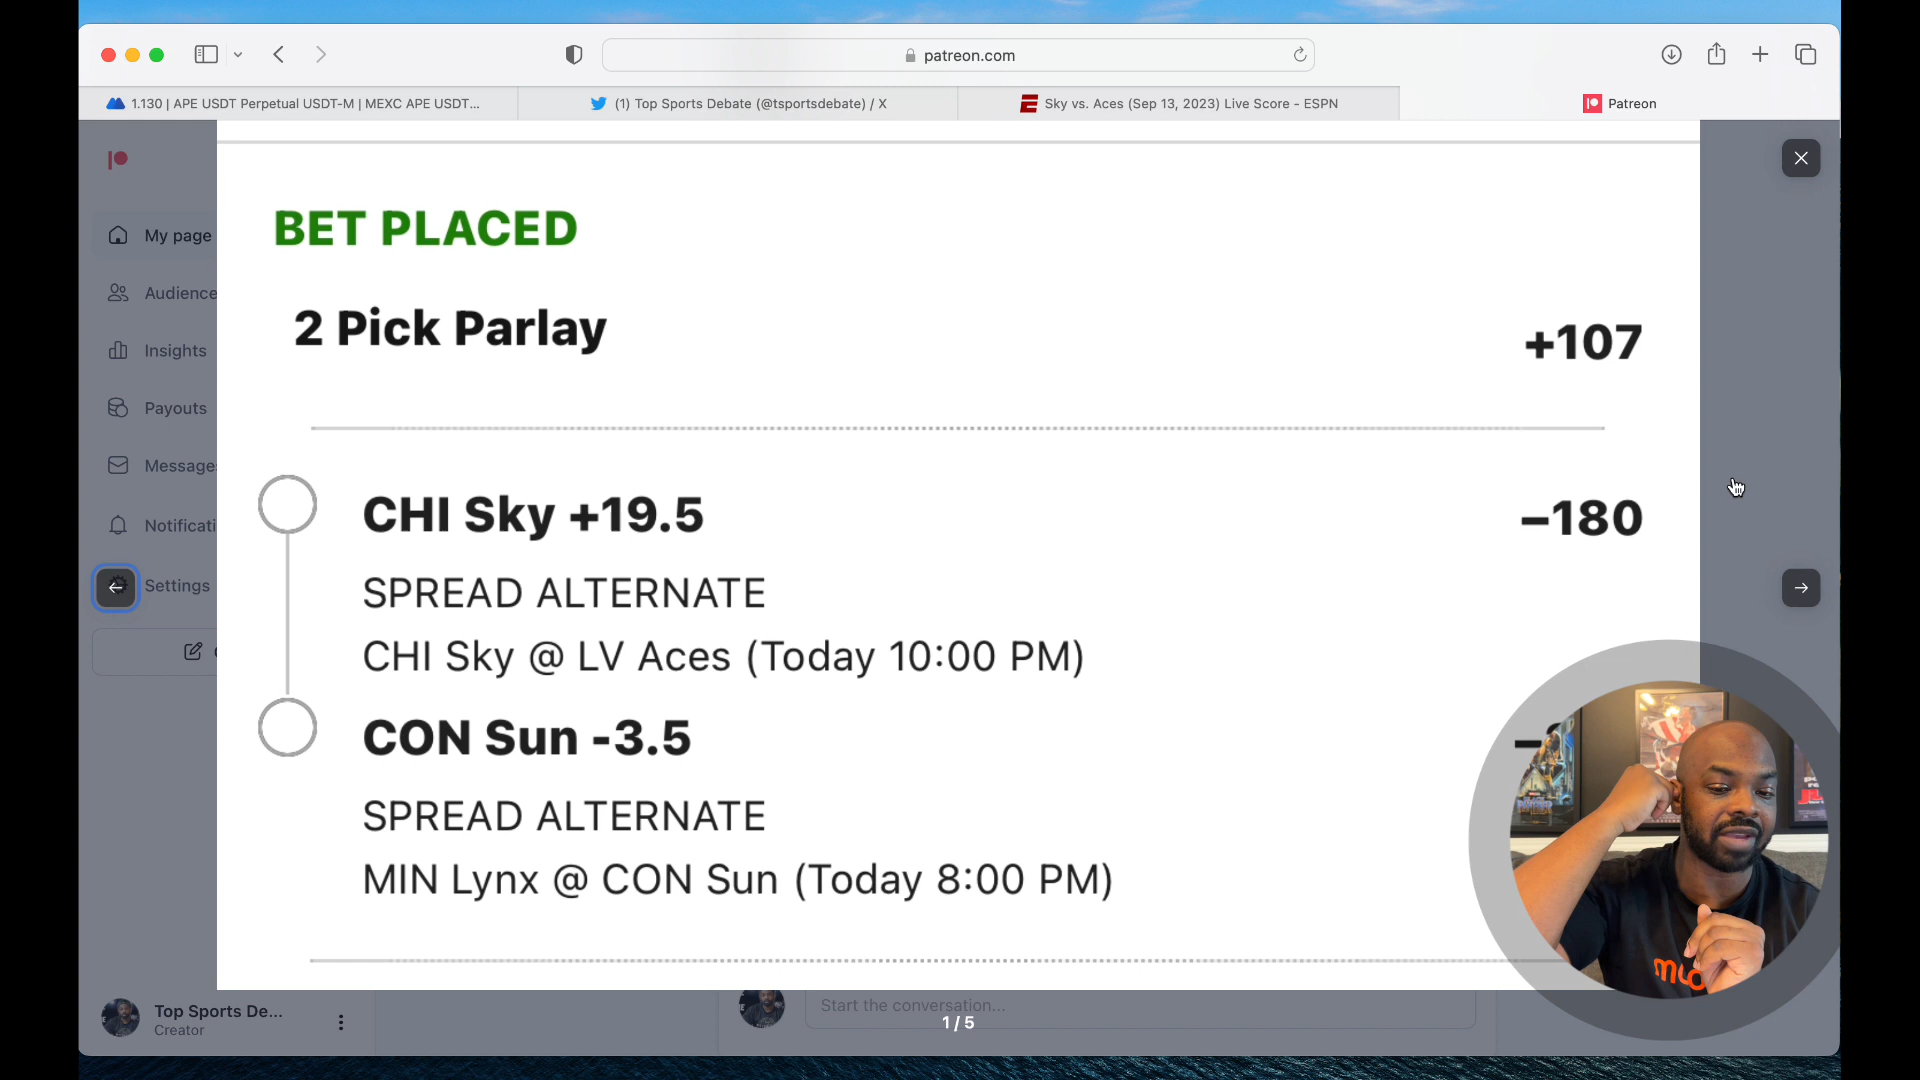 patreon.com
1.130 | APE USDT Perpetual USDT-M | MEXC APE USDT...
(1) Top Sports Debate (@tsportsdebate) / X
Sky vs. Aces (Sep 13, 2023) Live Score - ESPN
Patreon
My page
Audience
Insights
Payouts
Message
Notificati
Settings
BET PLACED
2 Pick Parlay
+107
CHI Sky +19.5
–180
SPREAD ALTERNATE
CHI Sky @ LV Aces (Today 10:00 PM)
CON Sun -3.5
SPREAD ALTERNATE
MIN Lynx @ CON Sun (Today 8:00 PM)
Top Sports De...
Creator
Start the conversation...
1 / 5